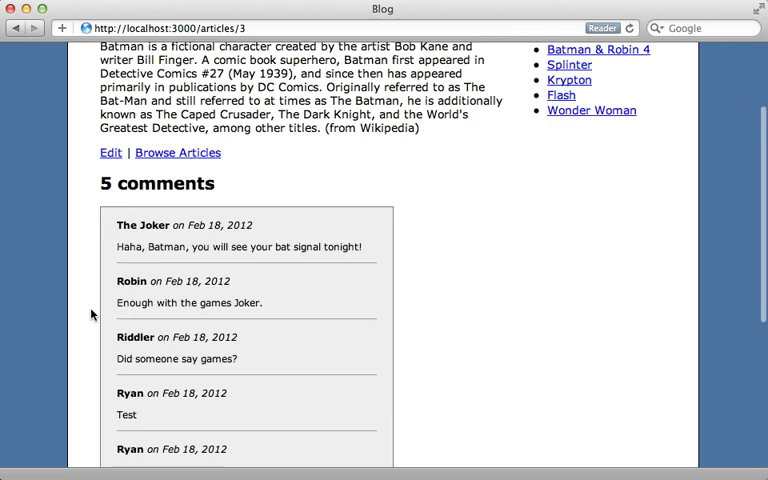 Blog
http://localhost:3000/articles/3
Reader
Google
Batman is a fictional character created by the artist Bob Kane and
writer Bill Finger. A comic book superhero, Batman first appeared in
Detective Comics #27 (May 1939), and since then has appeared
primarily in publications by DC Comics. Originally referred to as The
Bat-Man and still referred to at times as The Batman, he is additionally
known as The Caped Crusader, The Dark Knight, and the World's
Greatest Detective, among other titles. (from Wikipedia)
Edit | Browse Articles
5 comments
The Joker on Feb 18, 2012
Haha, Batman, you will see your bat signal tonight!
Robin on Feb 18, 2012
Enough with the games Joker.
Riddler on Feb 18, 2012
Did someone say games?
Ryan on Feb 18, 2012
Test
Ryan on Feb 18, 2012
Batman & Robin 4
Splinter
Krypton
Flash
Wonder Woman